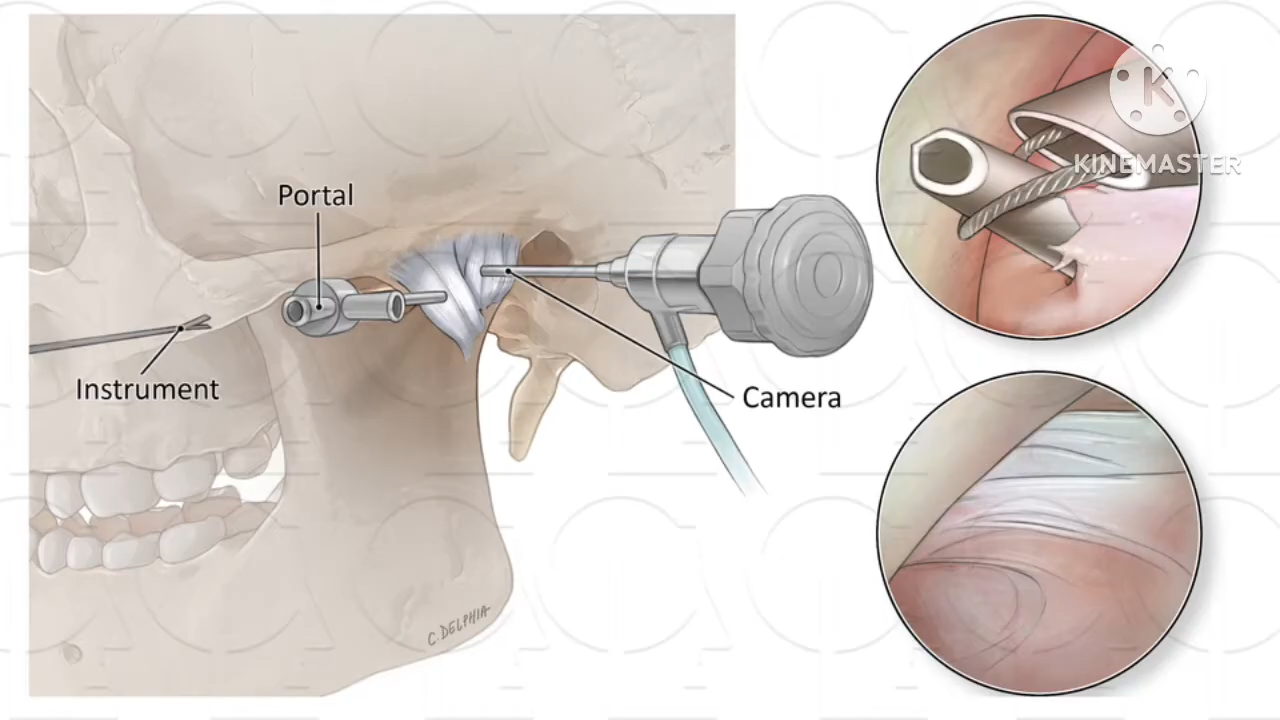 Portal
Instrument
Camera
C. DELPHIA
K
KINEMASTER